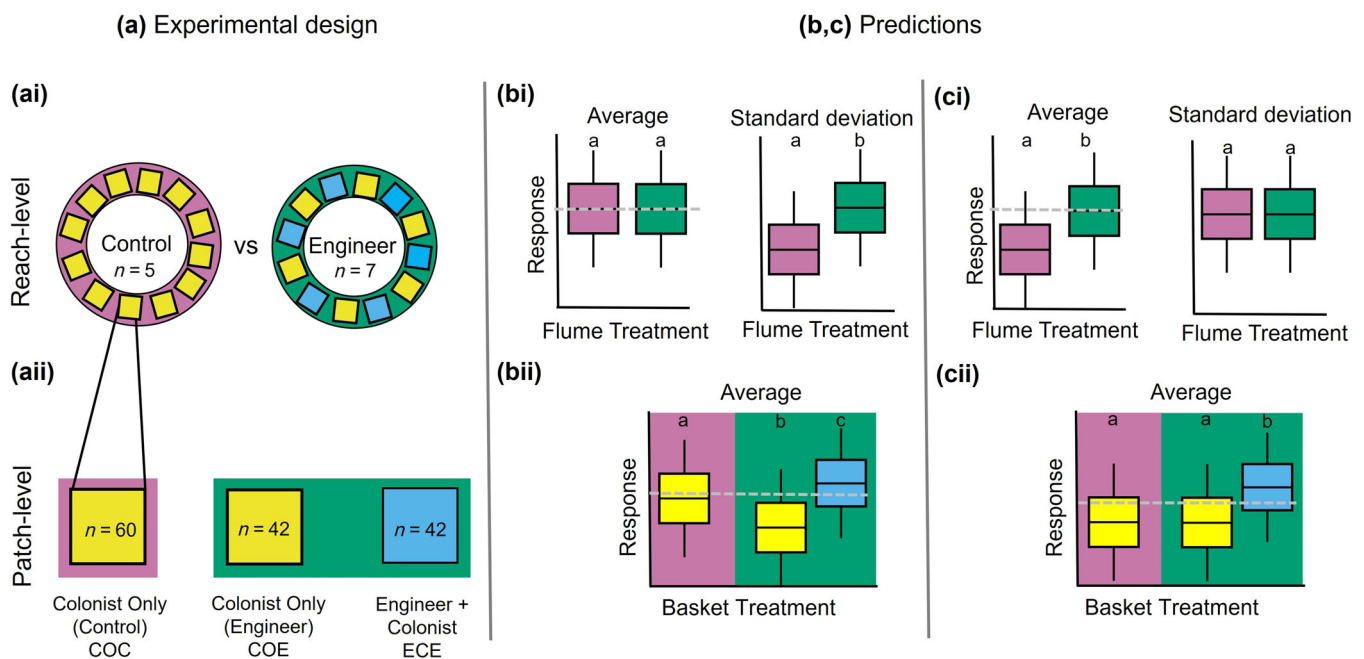 (a) Experimental design
(b,c) Predictions
(ai)
Reach-level
Control
n = 5
vs
Engineer
n = 7
(aii)
Patch-level
n = 60
n = 42
n = 42
Colonist Only
(Control)
COC
Colonist Only
(Engineer)
COE
Engineer +
Colonist
ECE
(bi)
Average
a
a
Response
Flume Treatment
Standard deviation
a
b
Flume Treatment
(bii)
Average
a
b
c
Response
Basket Treatment
(ci)
Average
a
b
Response
Flume Treatment
Standard deviation
a
a
Flume Treatment
(cii)
Average
a
a
b
Response
Basket Treatment